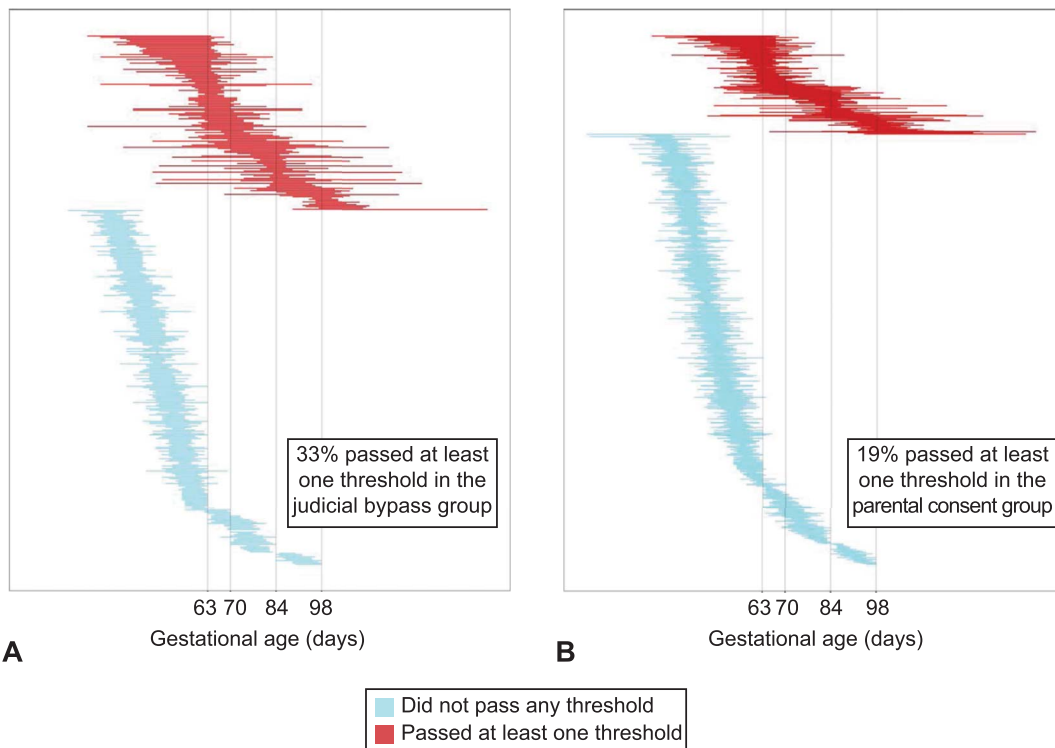 33% passed at least
one threshold in the
judicial bypass group
19% passed at least
one threshold in the
parental consent group
63 70 84 98
Gestational age (days)
A
63 70 84 98
Gestational age (days)
B
Did not pass any threshold
Passed at least one threshold